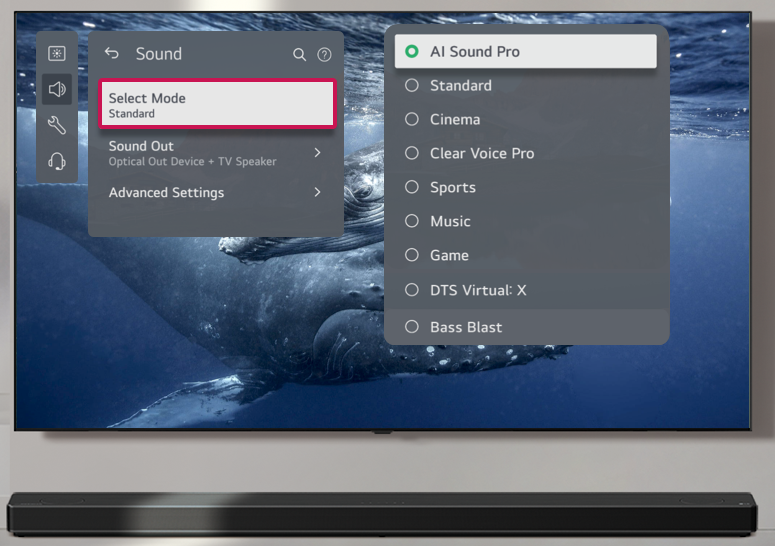 Sound
Select Mode
Standard
Sound Out
Optical Out Device + TV Speaker
Advanced Settings
AI Sound Pro
Standard
Cinema
Clear Voice Pro
Sports
Music
Game
DTS Virtual: X
Bass Blast